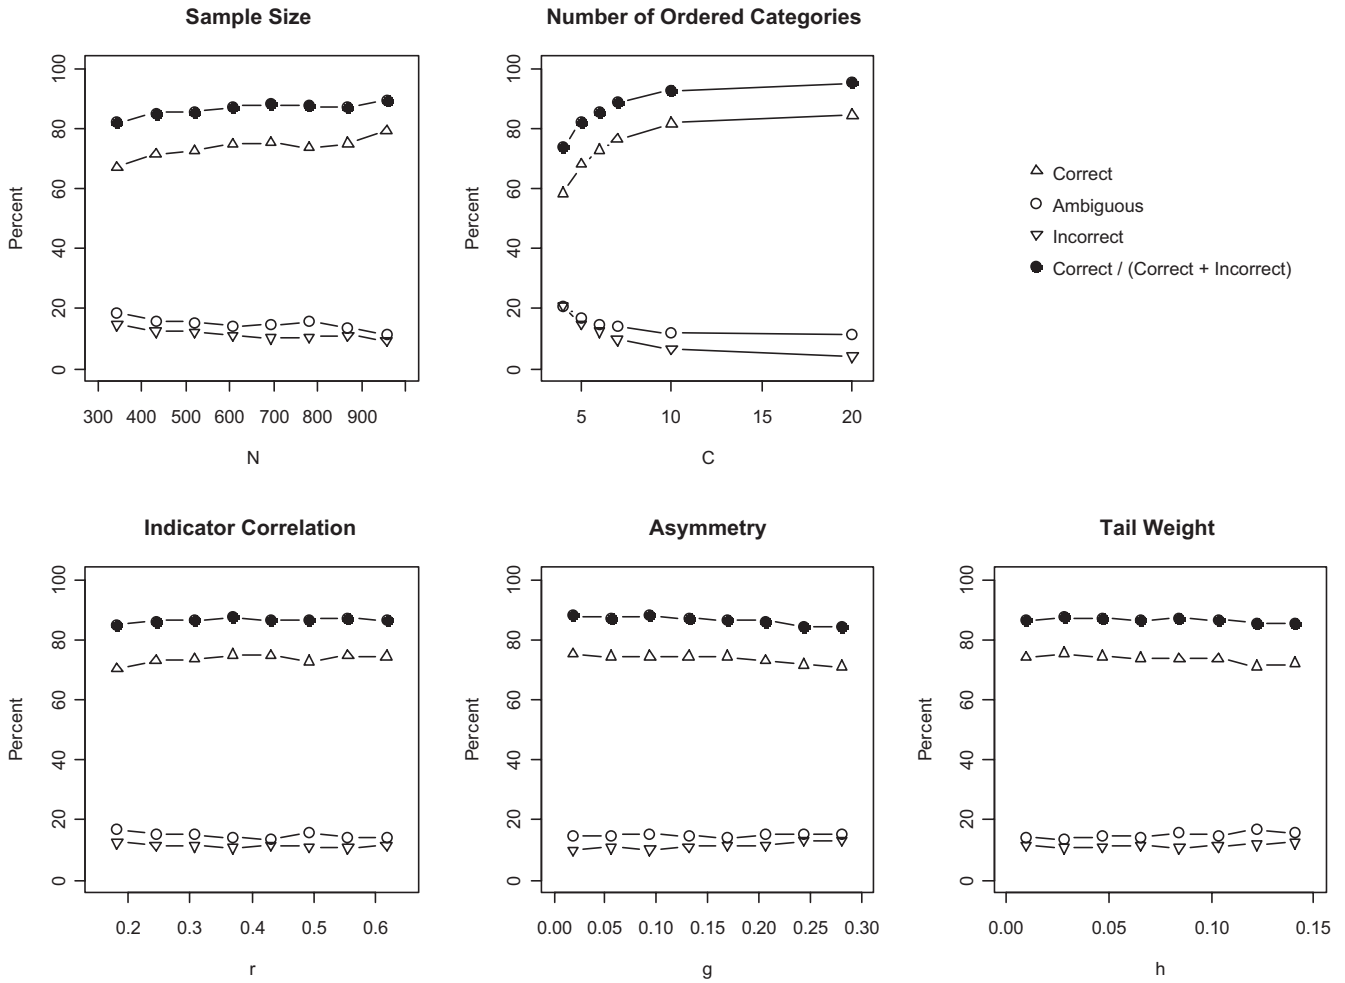 Sample Size
Percent
0 20 40 60 80 100
300 400 500 600 700 800 900
N
Number of Ordered Categories
Percent
0 20 40 60 80 100
5 10 15 20
C
Correct
Ambiguous
Incorrect
Correct / (Correct + Incorrect)
Indicator Correlation
Percent
0 20 40 60 80 100
0.2 0.3 0.4 0.5 0.6
r
Asymmetry
Percent
0 20 40 60 80 100
0.00 0.05 0.10 0.15 0.20 0.25 0.30
g
Tail Weight
Percent
0 20 40 60 80 100
0.00 0.05 0.10 0.15
h